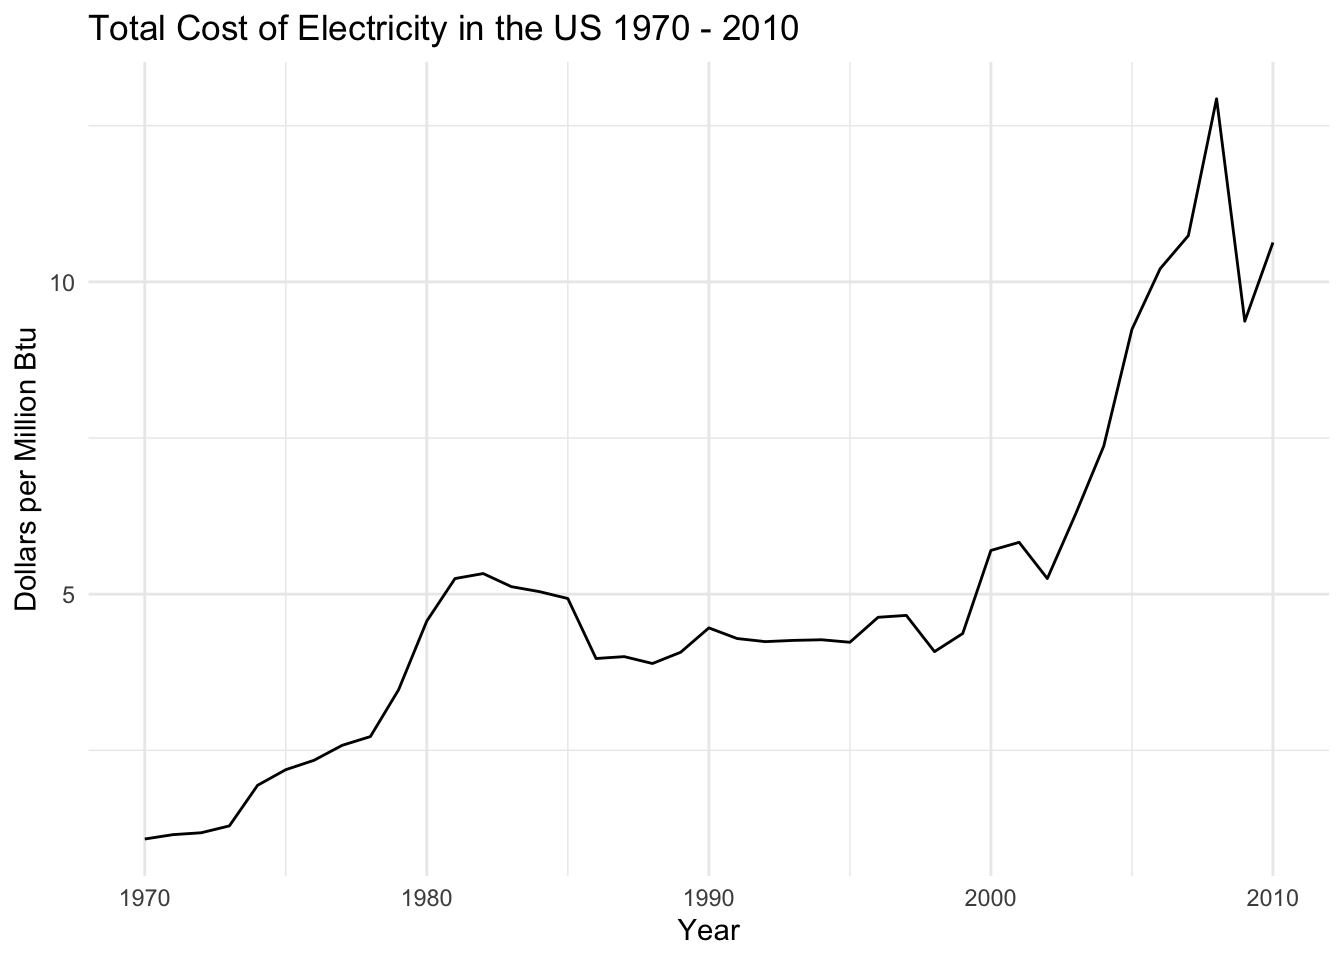 Total Cost of Electricity in the US 1970 - 2010
Dollars per Million Btu
10
5
1970 1980 1990 2000 2010
Year